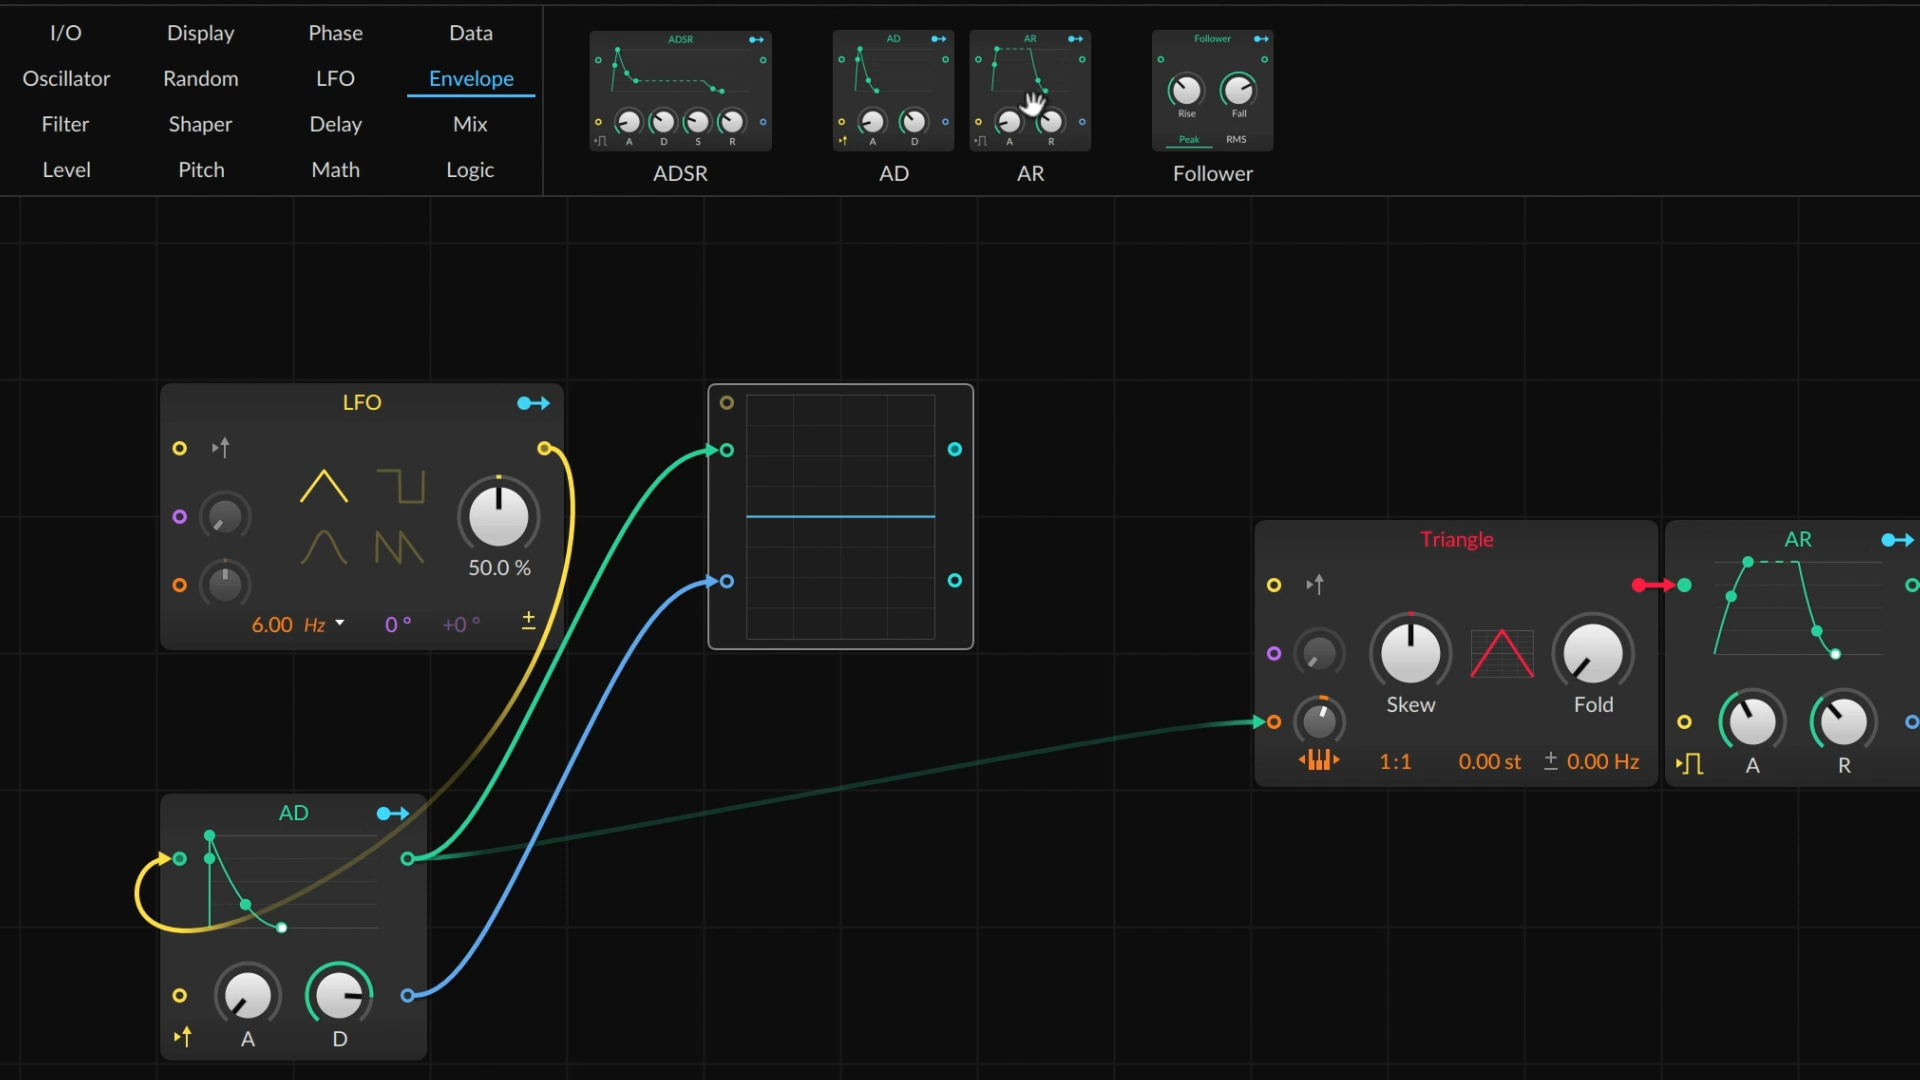 I/O Display Phase Data
Oscillator Random LFO Envelope
Filter Shaper Delay Mix
Level Pitch Math Logic
ADSR
A D S R
ADSR
AD
A D
AD
AR
A R
AR
Follower
Rise Fall
Peak RMS
Follower
LFO
50.0 %
6.00 Hz 0° +0° ±
Triangle
Skew Fold
1:1 0.00 st ± 0.00 Hz
AR
A R
AD
A D